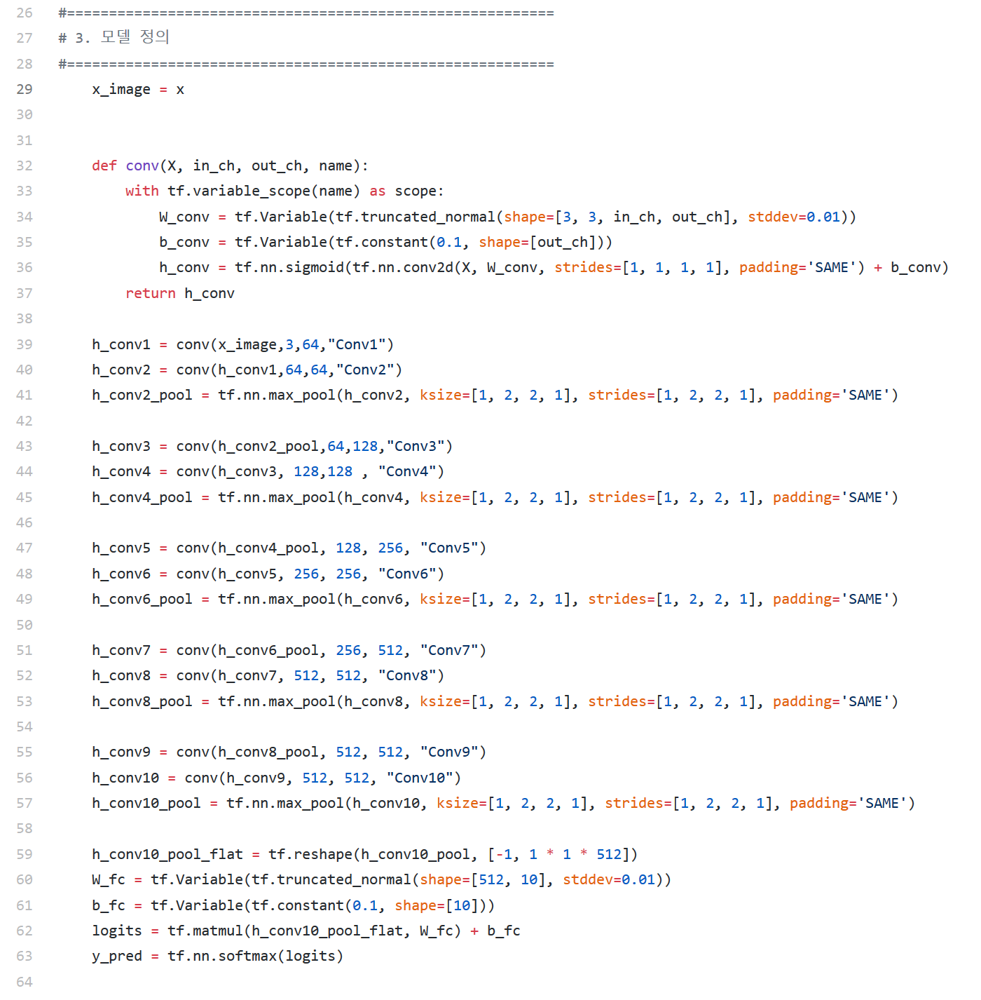 26 #==========================================================
27 # 3. 모델 정의
28 #==========================================================
29     x_image = x
30
31
32     def conv(X, in_ch, out_ch, name):
33         with tf.variable_scope(name) as scope:
34             W_conv = tf.Variable(tf.truncated_normal(shape=[3, 3, in_ch, out_ch], stddev=0.01))
35             b_conv = tf.Variable(tf.constant(0.1, shape=[out_ch]))
36             h_conv = tf.nn.sigmoid(tf.nn.conv2d(X, W_conv, strides=[1, 1, 1, 1], padding='SAME') + b_conv)
37         return h_conv
38
39     h_conv1 = conv(x_image,3,64,"Conv1")
40     h_conv2 = conv(h_conv1,64,64,"Conv2")
41     h_conv2_pool = tf.nn.max_pool(h_conv2, ksize=[1, 2, 2, 1], strides=[1, 2, 2, 1], padding='SAME')
42
43     h_conv3 = conv(h_conv2_pool,64,128,"Conv3")
44     h_conv4 = conv(h_conv3, 128,128 , "Conv4")
45     h_conv4_pool = tf.nn.max_pool(h_conv4, ksize=[1, 2, 2, 1], strides=[1, 2, 2, 1], padding='SAME')
46
47     h_conv5 = conv(h_conv4_pool, 128, 256, "Conv5")
48     h_conv6 = conv(h_conv5, 256, 256, "Conv6")
49     h_conv6_pool = tf.nn.max_pool(h_conv6, ksize=[1, 2, 2, 1], strides=[1, 2, 2, 1], padding='SAME')
50
51     h_conv7 = conv(h_conv6_pool, 256, 512, "Conv7")
52     h_conv8 = conv(h_conv7, 512, 512, "Conv8")
53     h_conv8_pool = tf.nn.max_pool(h_conv8, ksize=[1, 2, 2, 1], strides=[1, 2, 2, 1], padding='SAME')
54
55     h_conv9 = conv(h_conv8_pool, 512, 512, "Conv9")
56     h_conv10 = conv(h_conv9, 512, 512, "Conv10")
57     h_conv10_pool = tf.nn.max_pool(h_conv10, ksize=[1, 2, 2, 1], strides=[1, 2, 2, 1], padding='SAME')
58
59     h_conv10_pool_flat = tf.reshape(h_conv10_pool, [-1, 1 * 1 * 512])
60     W_fc = tf.Variable(tf.truncated_normal(shape=[512, 10], stddev=0.01))
61     b_fc = tf.Variable(tf.constant(0.1, shape=[10]))
62     logits = tf.matmul(h_conv10_pool_flat, W_fc) + b_fc
63     y_pred = tf.nn.softmax(logits)
64